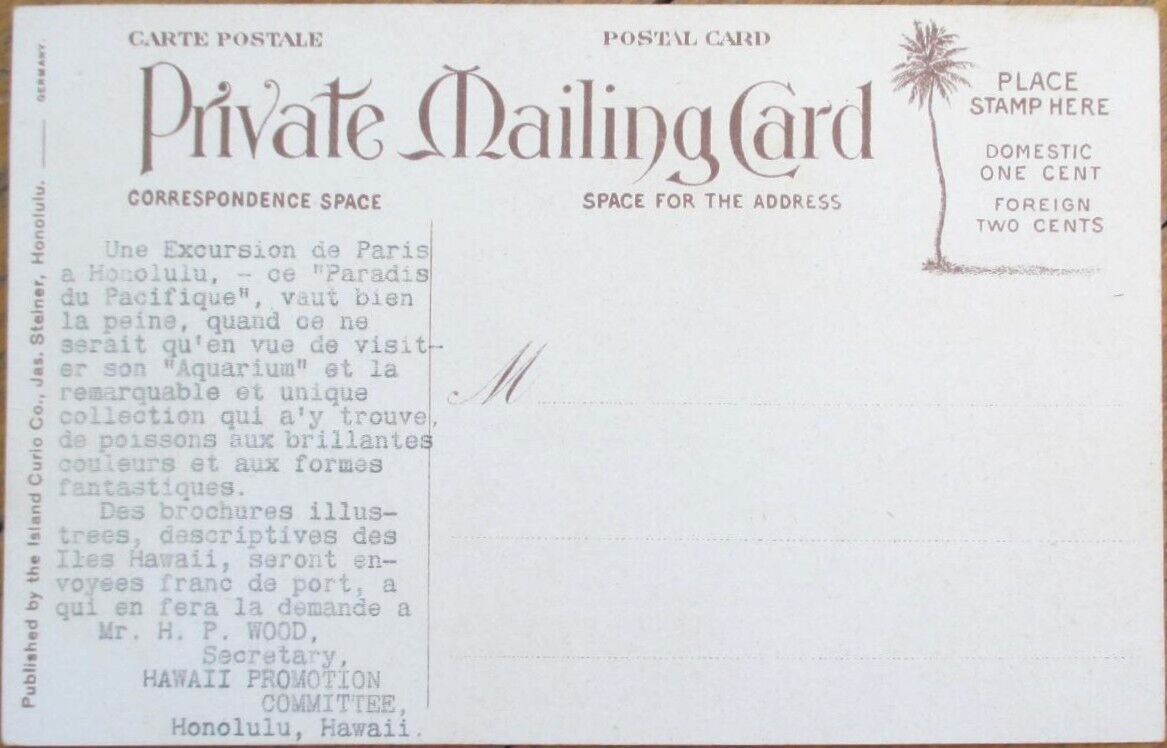 CARTE POSTALE
POSTAL CARD
Private Mailing Card
PLACE
STAMP HERE
DOMESTIC
ONE CENT
FOREIGN
TWO CENTS
CORRESPONDENCE SPACE
SPACE FOR THE ADDRESS
Une Excursion de Paris
a Honolulu, - ce "Paradis
du Pacifique", vaut bien
la peine, quand ce ne
serait qu'en vue de visit-
er son "Aquarium" et la
remarquable et unique
collection qui a'y trouve,
de poissons aux brillantes
couleurs et aux formes
fantastiques.
Des brochures illus-
trees, descriptives des
Iles Hawaii, seront en-
voyees franc de port, a
qui en fera la demande a
Mr. H. P. WOOD,
Secretary,
HAWAII PROMOTION
COMMITTEE,
Honolulu, Hawaii.
M
Published by the Island Curio Co., Jas. Steiner, Honolulu. GERMANY.